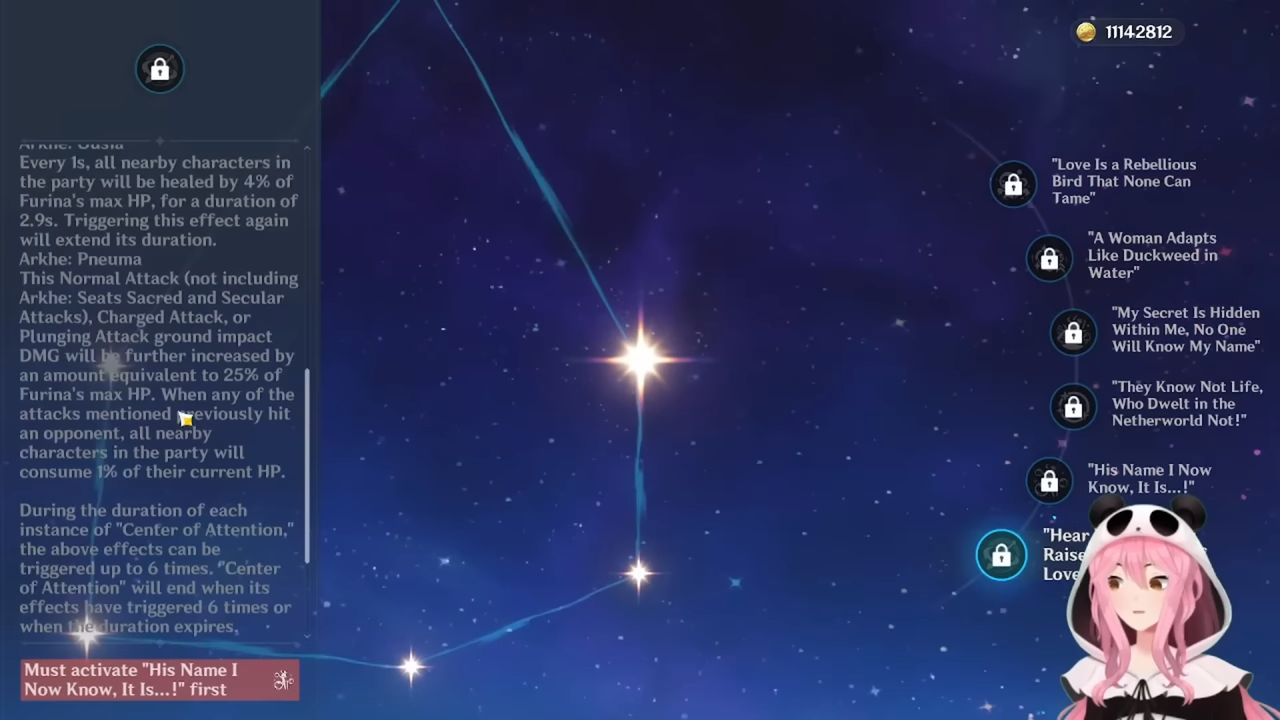 11142812
Arkhe: Ousia
Every 1s, all nearby characters in
the party will be healed by 4% of
Furina's max HP, for a duration of
2.9s. Triggering this effect again
will extend its duration.
Arkhe: Pneuma
This Normal Attack (not including
Arkhe: Seats Sacred and Secular
Attacks), Charged Attack, or
Plunging Attack ground impact
DMG will be further increased by
an amount equivalent to 25% of
Furina's max HP. When any of the
attacks mentioned previously hit
an opponent, all nearby
characters in the party will
consume 1% of their current HP.
During the duration of each
instance of "Center of Attention,"
the above effects can be
triggered up to 6 times. "Center
of Attention" will end when its
effects have triggered 6 times or
when the duration expires,
Must activate "His Name I
Now Know, It Is...!" first
"Love Is a Rebellious
Bird That None Can
Tame"
"A Woman Adapts
Like Duckweed in
Water"
"My Secret Is Hidden
Within Me, No One
Will Know My Name"
"They Know Not Life,
Who Dwelt in the
Netherworld Not!"
"His Name I Now
Know, It Is...!"
"Hear
Raise
Love